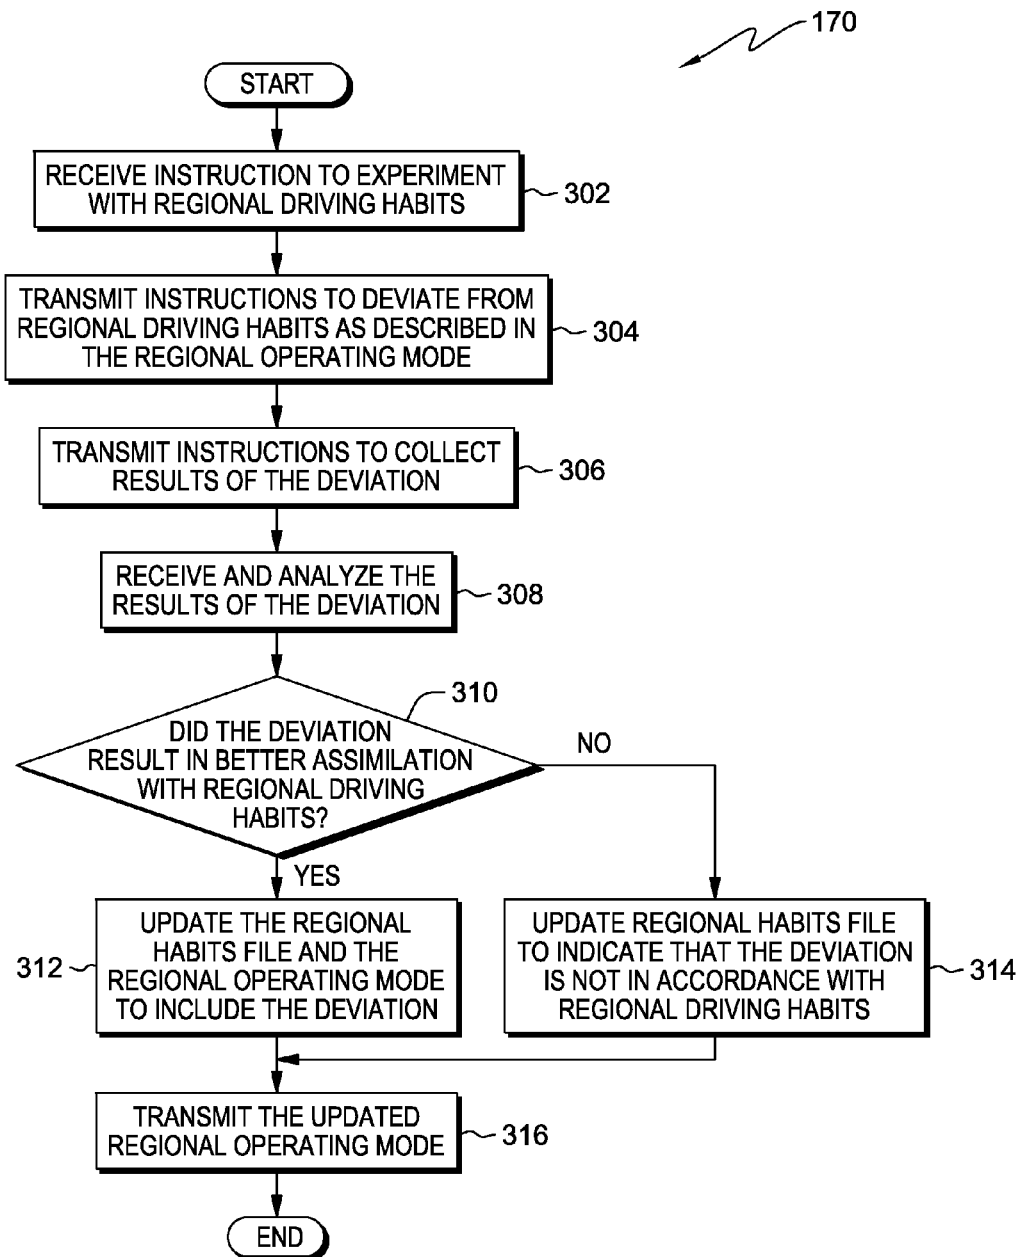 170
START
RECEIVE INSTRUCTION TO EXPERIMENT
WITH REGIONAL DRIVING HABITS
302
TRANSMIT INSTRUCTIONS TO DEVIATE FROM
REGIONAL DRIVING HABITS AS DESCRIBED IN
THE REGIONAL OPERATING MODE
304
TRANSMIT INSTRUCTIONS TO COLLECT
RESULTS OF THE DEVIATION
306
RECEIVE AND ANALYZE THE
RESULTS OF THE DEVIATION
308
310
DID THE DEVIATION
RESULT IN BETTER ASSIMILATION
WITH REGIONAL DRIVING
HABITS?
NO
YES
UPDATE THE REGIONAL
HABITS FILE AND THE
REGIONAL OPERATING MODE
TO INCLUDE THE DEVIATION
312
UPDATE REGIONAL HABITS FILE
TO INDICATE THAT THE DEVIATION
IS NOT IN ACCORDANCE WITH
REGIONAL DRIVING HABITS
314
TRANSMIT THE UPDATED
REGIONAL OPERATING MODE
316
END